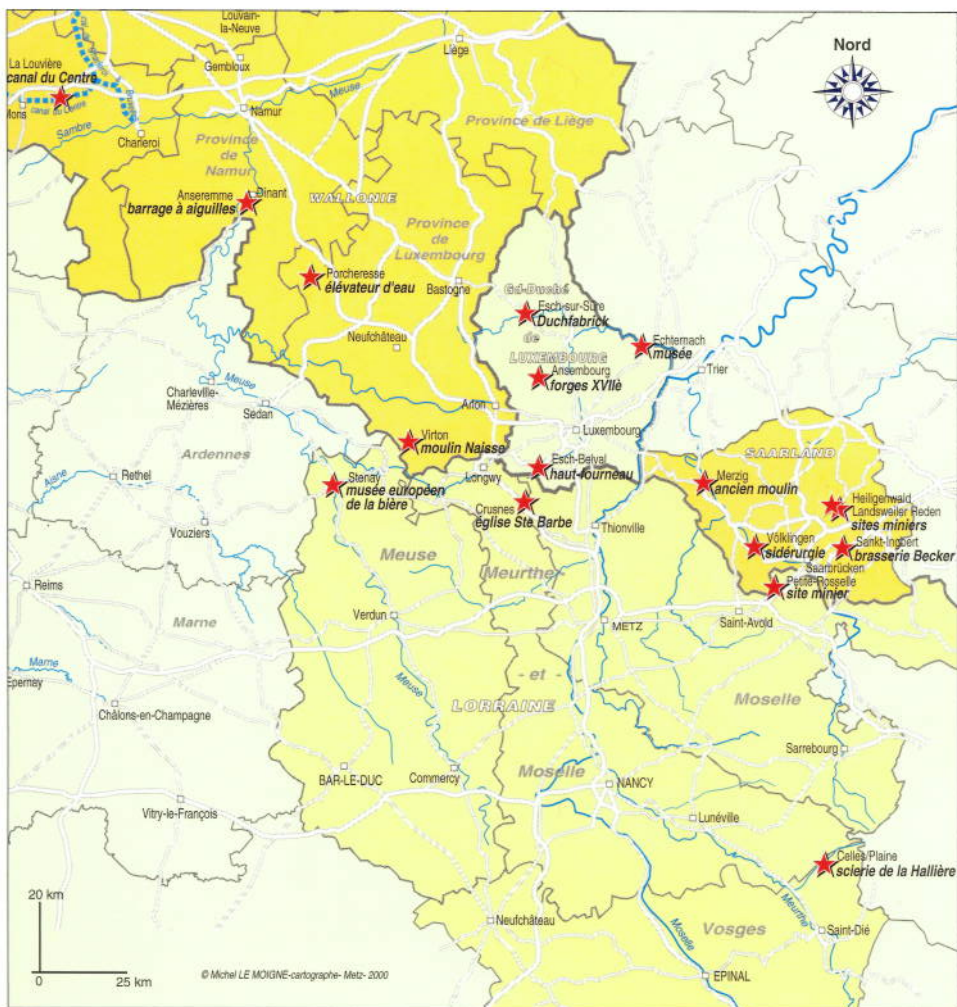 Louvain-
la-Neuve
Nord
Liège
La Louvière
canal du Centre
Gembloux
Meuse
canal du Centre
Mons
Namur
Sambre
Charleroi
Province de Liège
Province
de
Namur
Anseremme
Dinant
barrage à aiguilles
WALLONIE
Province
de
Luxembourg
Porcheresse
élévateur d'eau
Bastogne
Gd-Duché
Esch-sur-Sûre
Duchfabrick
de
LUXEMBOURG
Echternach
musée
Neufchâteau
Ansembourg
forges XVIIè
Trier
Charleville-
Mézières
Meuse
Sedan
Arlon
Luxembourg
Virton
moulin Naisse
Ardennes
Aisne
Rethel
Longwy
Esch-Belval
haut-fourneau
SAARLAND
Merzig
ancien moulin
Stenay
musée européen
de la bière
Crusnes
église Ste Barbe
Heiligenwald
Landsweiler Reden
sites miniers
Vouziers
Thionville
Völklingen
sidérurgie
Sankt-Ingbert
brasserie Becker
Saarbrücken
Petite-Rosselle
site minier
Meuse
Meurthe
Reims
Marne
Verdun
METZ
Saint-Avold
Marne
Epernay
Meuse
- et -
LORRAINE
Moselle
Châlons-en-Champagne
Sarrebourg
BAR-LE-DUC
Commercy
Moselle
NANCY
Vitry-le-François
Lunéville
Celles/Plaine
scierie de la Hallière
20 km
Neufchâteau
Meurthe
Moselle
Vosges
Saint-Dié
EPINAL
0
25 km
© Michel LE MOIGNE-cartographe- Metz- 2000